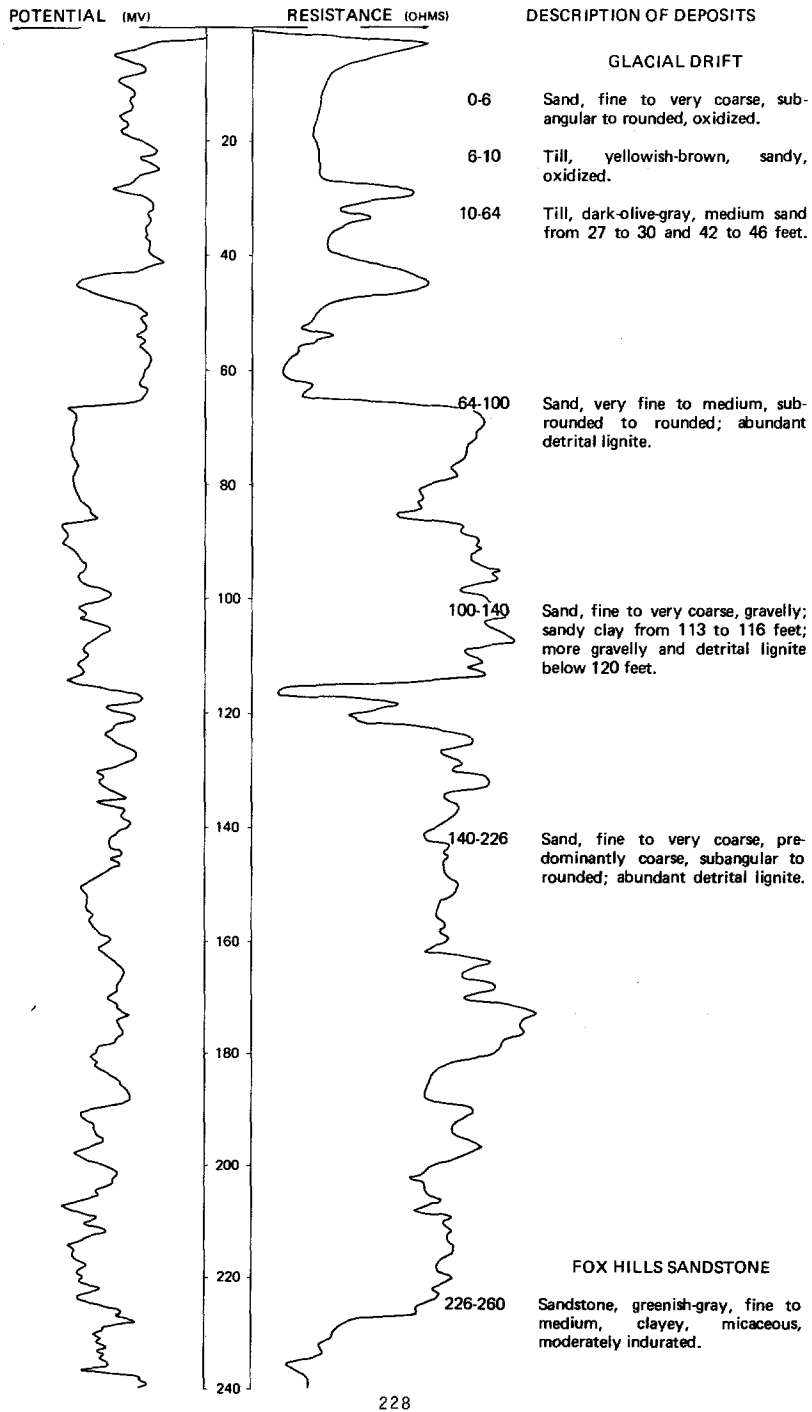 POTENTIAL (MV) RESISTANCE (OHMS) DESCRIPTION OF DEPOSITS
GLACIAL DRIFT
0-6 Sand, fine to very coarse, sub-
angular to rounded, oxidized.
20
6-10 Till, yellowish-brown, sandy,
oxidized.
10-64 Till, dark-olive-gray, medium sand
from 27 to 30 and 42 to 46 feet.
40
60
64-100 Sand, very fine to medium, sub-
rounded to rounded; abundant
detrital lignite.
80
100
100-140 Sand, fine to very coarse, gravelly;
sandy clay from 113 to 116 feet;
more gravelly and detrital lignite
below 120 feet.
120
140
140-226 Sand, fine to very coarse, pre-
dominantly coarse, subangular to
rounded; abundant detrital lignite.
160
180
200
220
FOX HILLS SANDSTONE
226-260 Sandstone, greenish-gray, fine to
medium, clayey, micaceous,
moderately indurated.
240
228